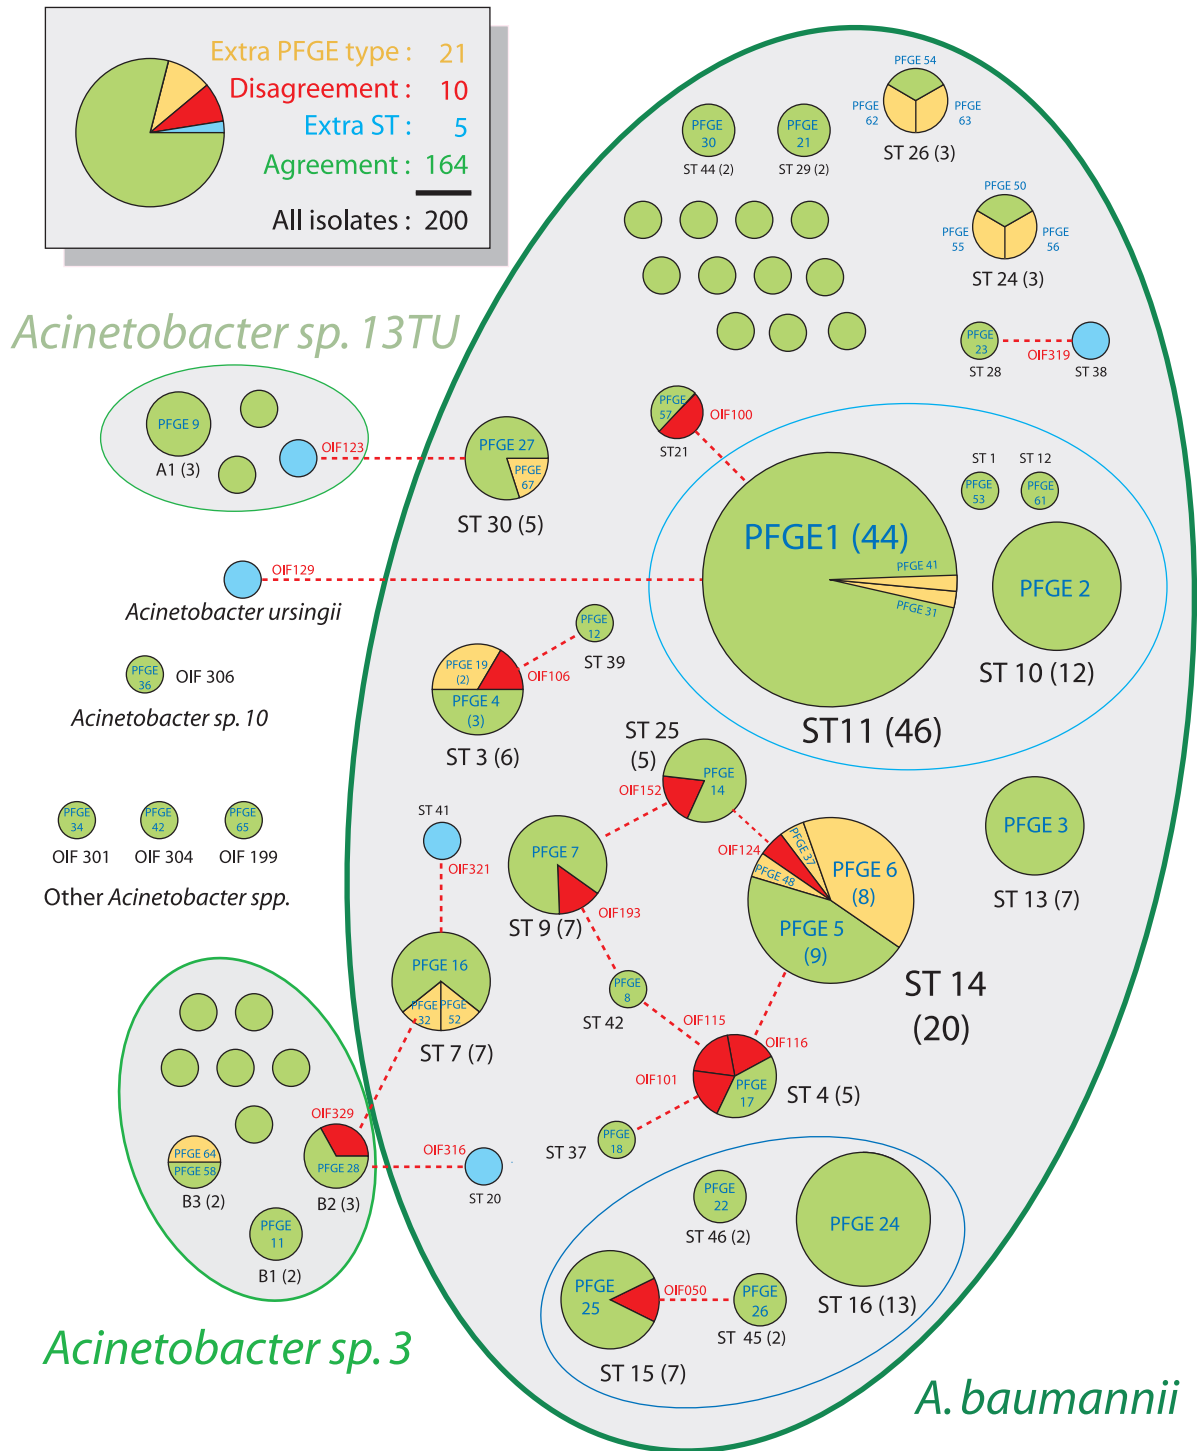 Extra PFGE type : 21
Disagreement : 10
Extra ST : 5
Agreement : 164
All isolates : 200
PFGE 54
PFGE
62
PFGE
63
ST 26 (3)
PFGE
30
ST 44 (2)
PFGE
21
ST 29 (2)
PFGE 50
PFGE
55
PFGE
56
ST 24 (3)
Acinetobacter sp. 13TU
PFGE
23
ST 28
OIF319
ST 38
PFGE 9
A1 (3)
OIF123
PFGE 27
PFGE
67
ST 30 (5)
PFGE
57
ST21
OIF100
ST 1
PFGE
53
ST 12
PFGE
61
PFGE1 (44)
PFGE 41
PFGE 31
ST11 (46)
PFGE 2
ST 10 (12)
OIF129
Acinetobacter ursingii
PFGE
36
OIF 306
Acinetobacter sp. 10
PFGE
12
ST 39
OIF106
PFGE 19
(2)
PFGE 4
(3)
ST 3 (6)
ST 25
(5)
PFGE
14
OIF152
PFGE
34
OIF 301
PFGE
42
OIF 304
PFGE
65
OIF 199
Other Acinetobacter spp.
ST 41
OIF321
PFGE 7
ST 9 (7)
OIF193
OIF124
PFGE 37
PFGE 48
PFGE 6
(8)
PFGE 5
(9)
ST 14
(20)
PFGE 3
ST 13 (7)
PFGE 16
PFGE
32
PFGE
52
ST 7 (7)
PFGE
8
ST 42
OIF115
OIF116
OIF101
PFGE
17
ST 4 (5)
PFGE
18
ST 37
OIF329
PFGE 28
B2 (3)
PFGE 64
PFGE 58
B3 (2)
PFGE
11
B1 (2)
OIF316
ST 20
PFGE
22
ST 46 (2)
PFGE 24
ST 16 (13)
PFGE
25
ST 15 (7)
OIF050
PFGE
26
ST 45 (2)
Acinetobacter sp. 3
A. baumannii